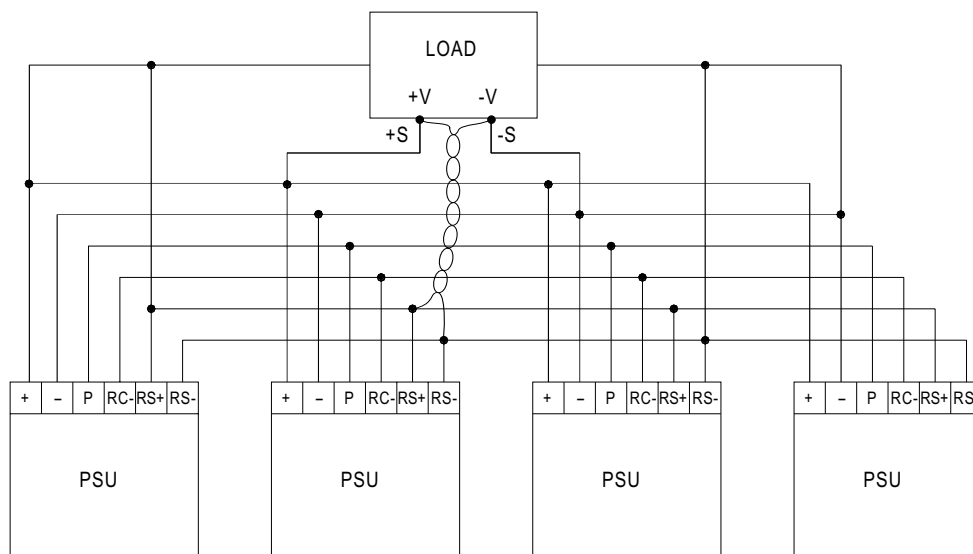 LOAD
+V -V
+S -S
+ – P RC- RS+ RS- + – P RC- RS+ RS- + – P RC- RS+ RS- + – P RC- RS+ RS
PSU PSU PSU PSU